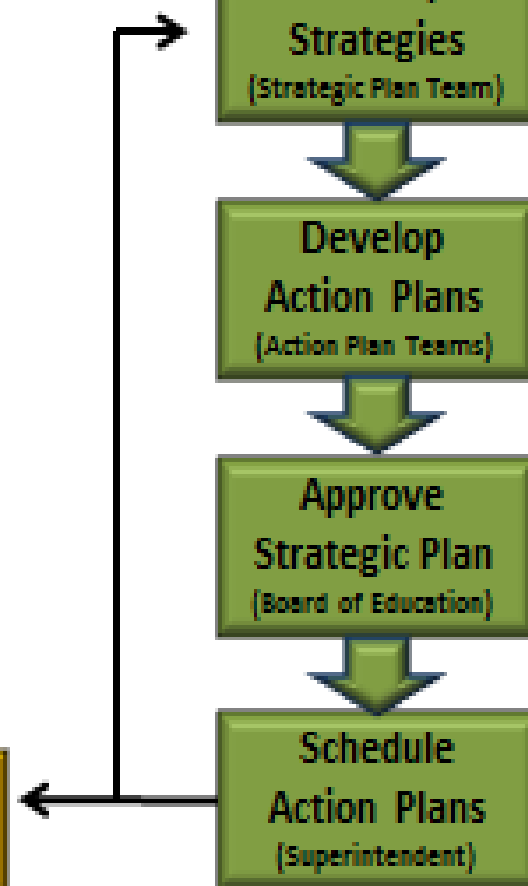 Strategies
(Strategic Plan Team)
Develop
Action Plans
(Action Plan Teams)
Approve
Strategic Plan
(Board of Education)
Schedule
Action Plans
(Superintendent)